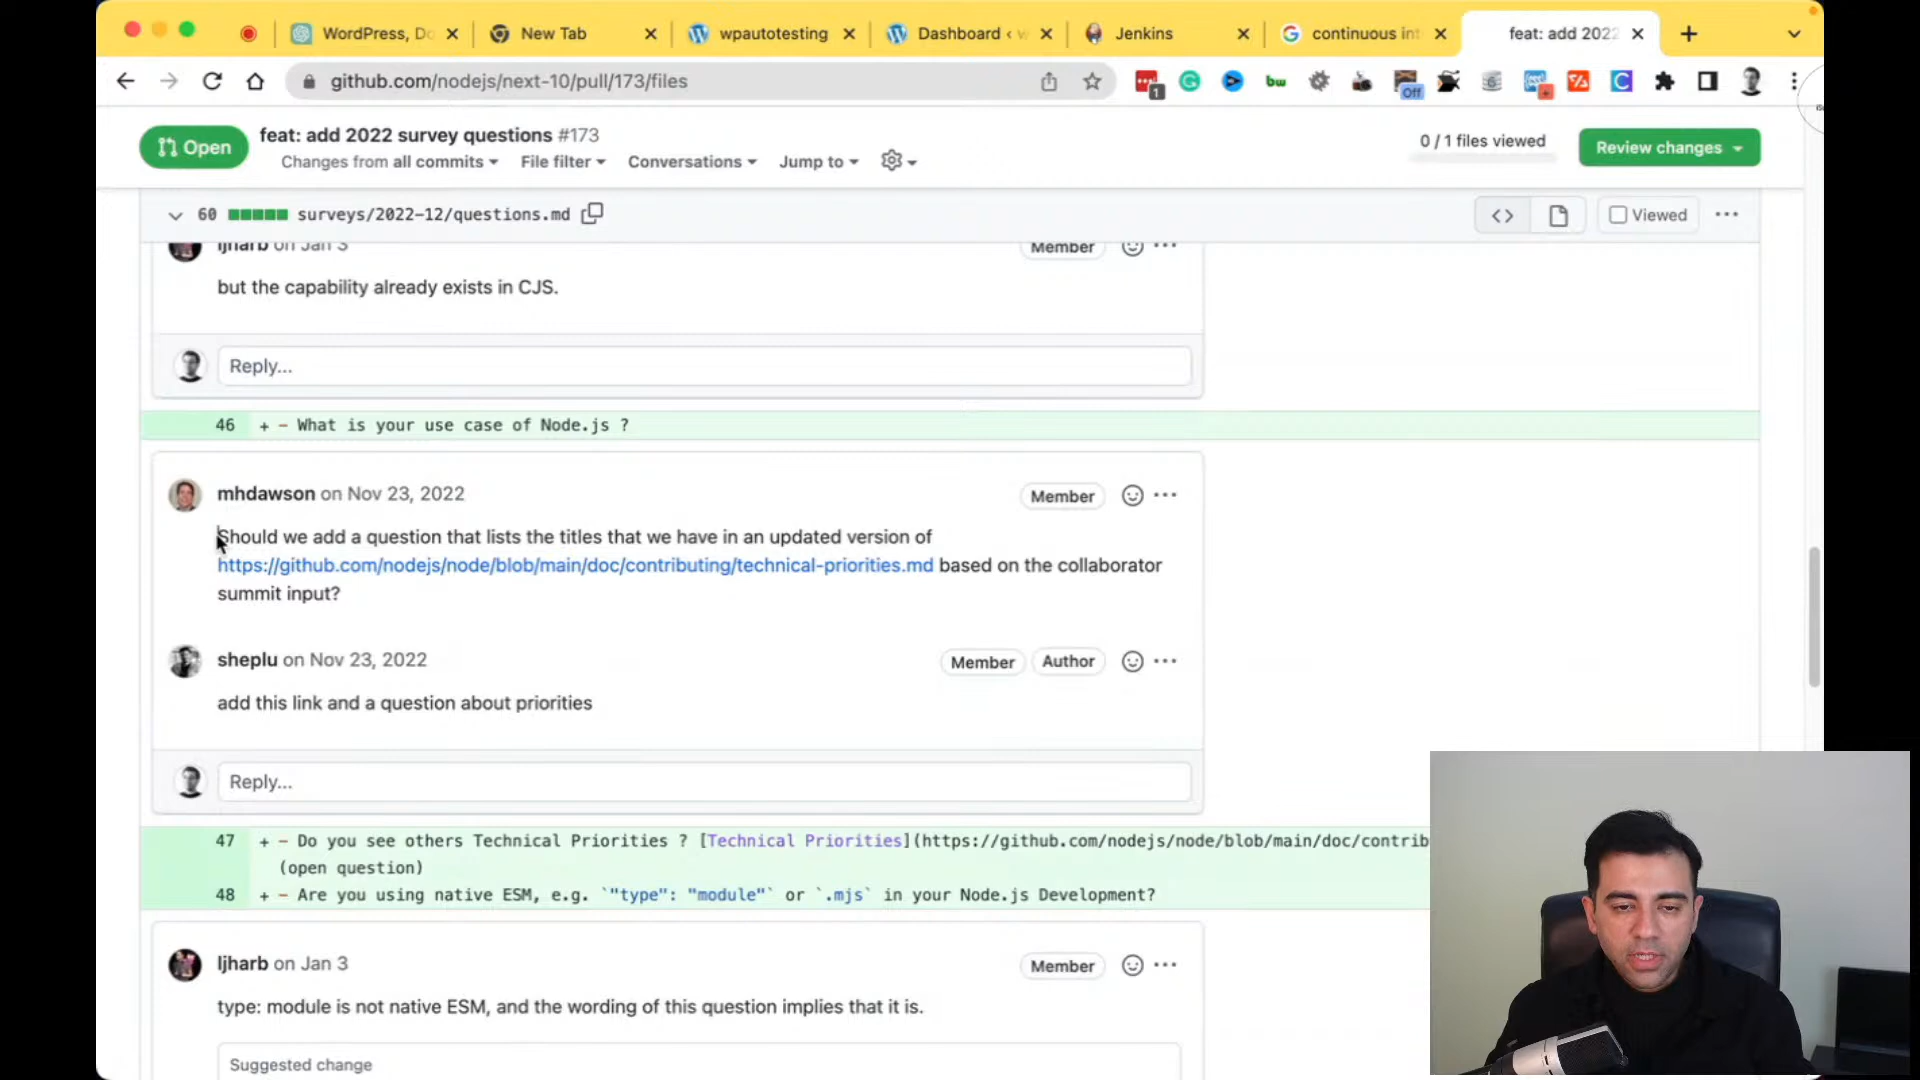 WordPress, Do
New Tab
wpautotesting
Dashboard ‹ w
Jenkins
continuous int
feat: add 2022
github.com/nodejs/next-10/pull/173/files
1
bw
Off
Open
feat: add 2022 survey questions #173
Changes from all commits
File filter
Conversations
Jump to
0 / 1 files viewed
Review changes
60
surveys/2022-12/questions.md
Viewed
ljharb on Jan 3
Member
but the capability already exists in CJS.
Reply...
46 + - What is your use case of Node.js ?
mhdawson on Nov 23, 2022
Member
Should we add a question that lists the titles that we have in an updated version of
https://github.com/nodejs/node/blob/main/doc/contributing/technical-priorities.md based on the collaborator
summit input?
sheplu on Nov 23, 2022
Member
Author
add this link and a question about priorities
Reply...
47 + - Do you see others Technical Priorities ? [Technical Priorities](https://github.com/nodejs/node/blob/main/doc/contrib
(open question)
48 + - Are you using native ESM, e.g. `"type": "module"` or `.mjs` in your Node.js Development?
ljharb on Jan 3
Member
type: module is not native ESM, and the wording of this question implies that it is.
Suggested change